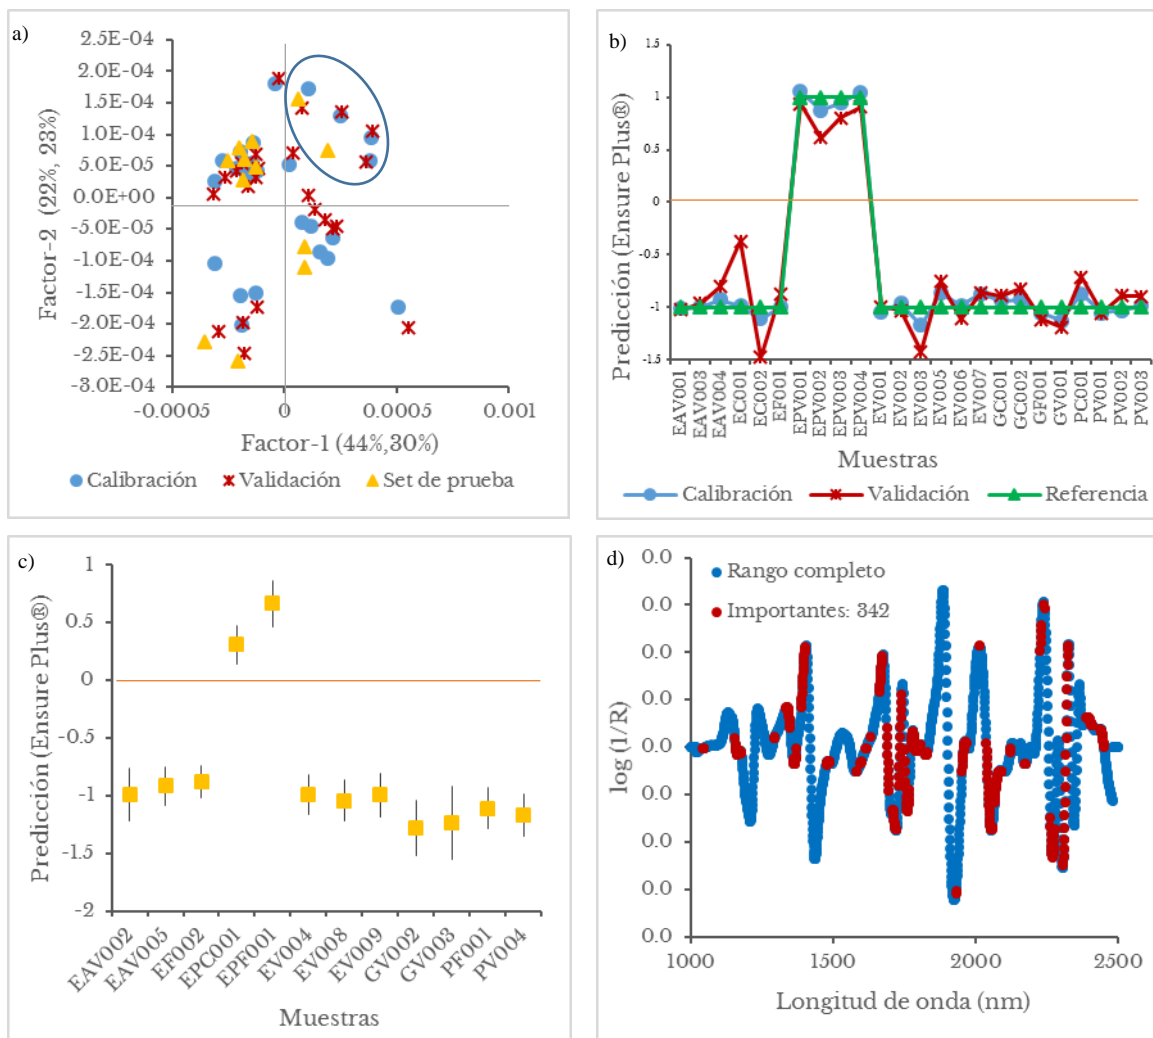 a)
2.5E-04
2.0E-04
1.5E-04
1.0E-04
5.0E-05
0.0E+00
-5.0E-05
-1.0E-04
-1.5E-04
-2.0E-04
-2.5E-04
-3.0E-04
Factor-2 (22%, 23%)
-0.0005
0
0.0005
0.001
Factor-1 (44%,30%)
Calibración
Validación
Set de prueba
b)
1.5
1
0.5
0
-0.5
-1
-1.5
Predicción (Ensure Plus®)
EAV001
EAV003
EAV004
EC001
EC002
EF001
EPV001
EPV002
EPV003
EPV004
EV001
EV002
EV003
EV005
EV006
EV007
GC001
GC002
GF001
GV001
PC001
PV001
PV002
PV003
Muestras
Calibración
Validación
Referencia
c)
1
0.5
0
-0.5
-1
-1.5
-2
Predicción (Ensure Plus®)
EAV002
EAV005
EF002
EPC001
EPF001
EV004
EV008
EV009
GV002
GV003
PF001
PV004
Muestras
d)
0.0
0.0
0.0
0.0
0.0
0.0
0.0
0.0
0.0
log (1/R)
Rango completo
Importantes: 342
1000
1500
2000
2500
Longitud de onda (nm)